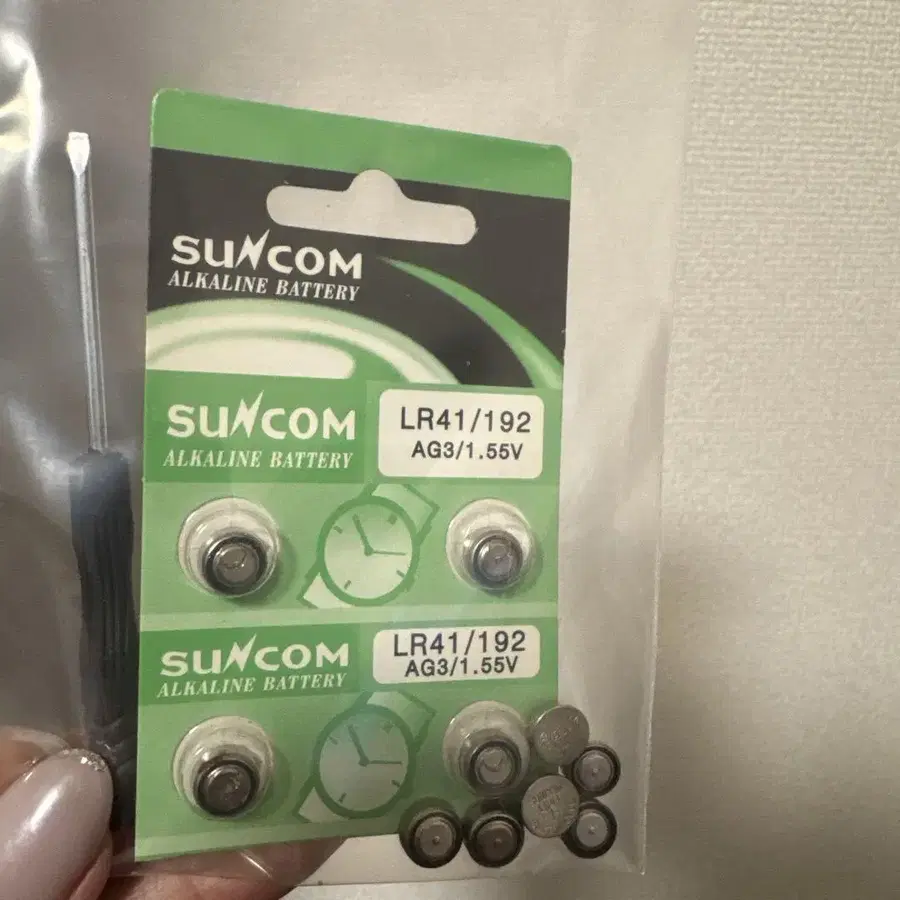 SUNCOM
ALKALINE BATTERY
SUNCOM
ALKALINE BATTERY
LR41/192
AG3/1.55V
SUNCOM
ALKALINE BATTERY
LR41/192
AG3/1.55V